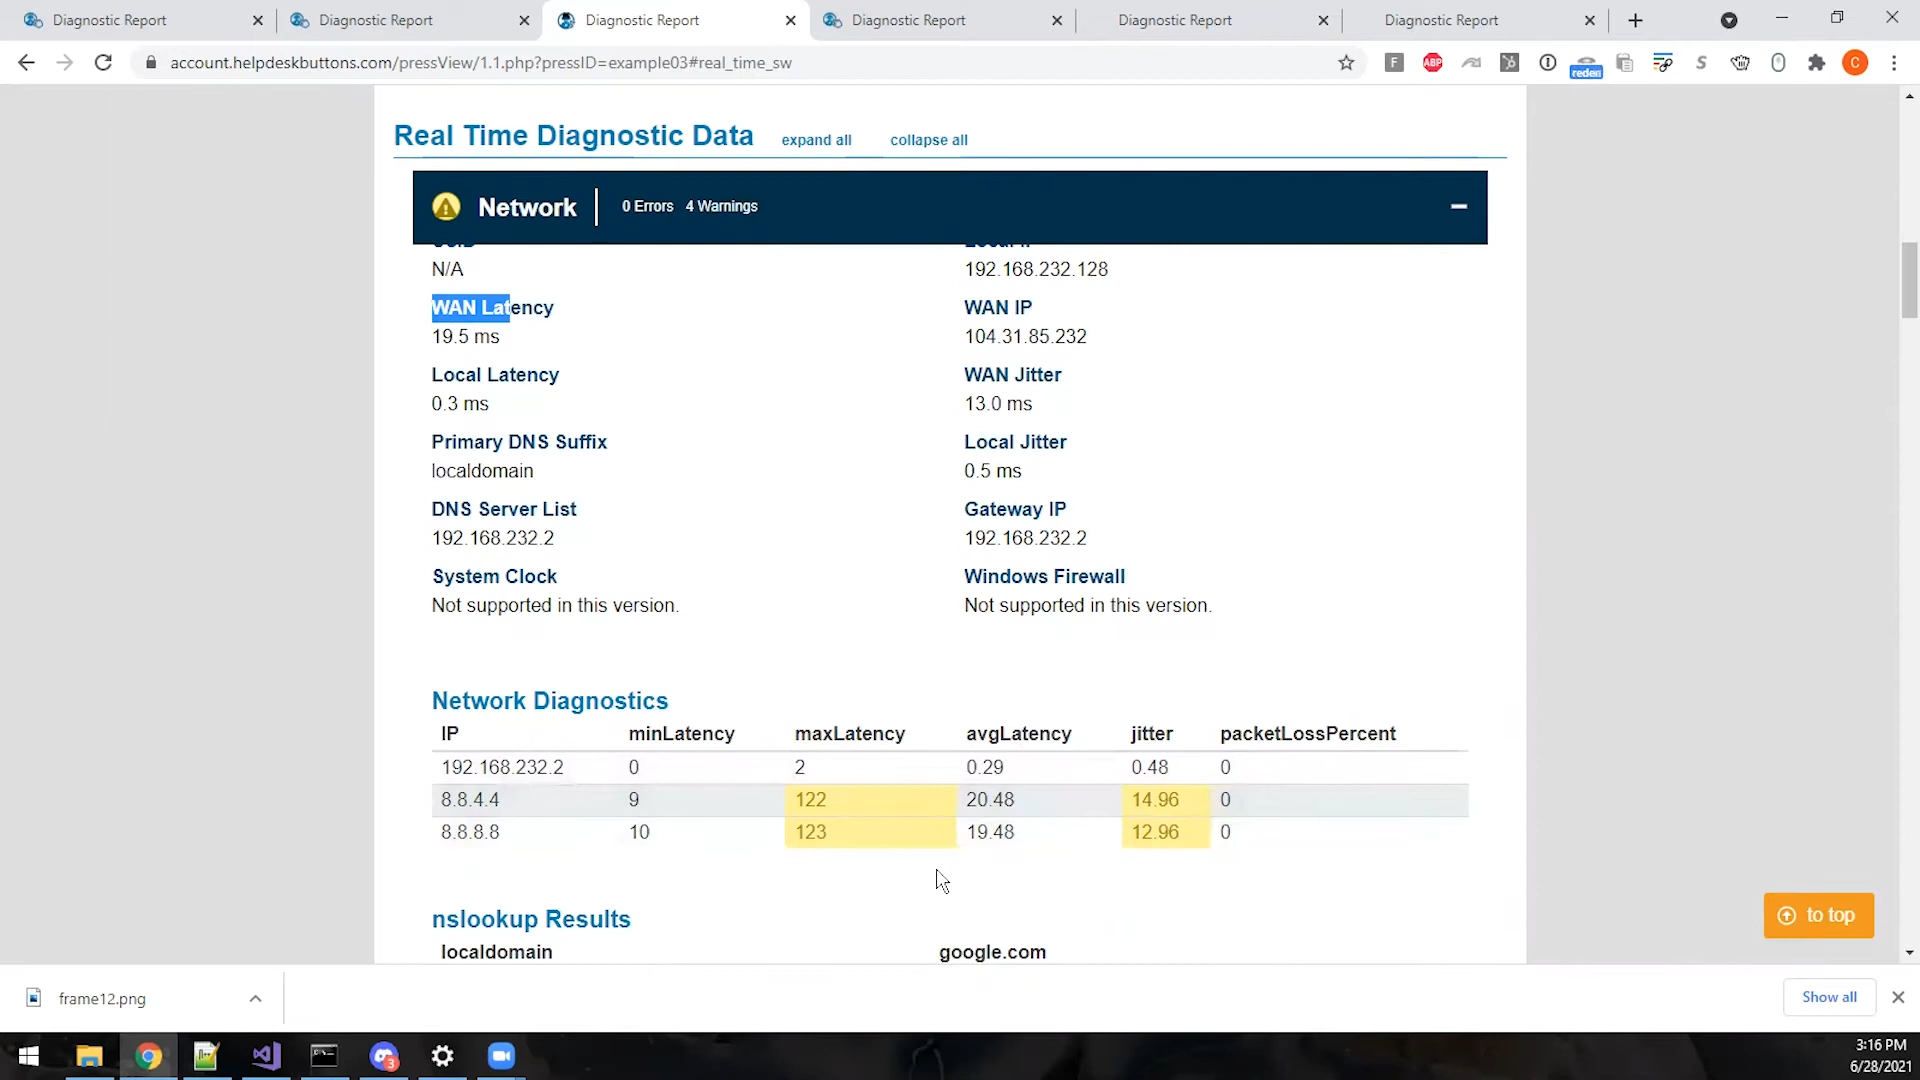 Diagnostic Report
Diagnostic Report
Diagnostic Report
Diagnostic Report
Diagnostic Report
Diagnostic Report
account.helpdeskbuttons.com/pressView/1.1.php?pressID=example03#real_time_sw
F
ABP
S
C
reden
Real Time Diagnostic Data expand all collapse all
Network 0 Errors 4 Warnings
N/A
192.168.232.128
WAN Latency
WAN IP
19.5 ms
104.31.85.232
Local Latency
WAN Jitter
0.3 ms
13.0 ms
Primary DNS Suffix
Local Jitter
localdomain
0.5 ms
DNS Server List
Gateway IP
192.168.232.2
192.168.232.2
System Clock
Windows Firewall
Not supported in this version.
Not supported in this version.
Network Diagnostics
IP minLatency maxLatency avgLatency jitter packetLossPercent
192.168.232.2 0 2 0.29 0.48 0
8.8.4.4 9 122 20.48 14.96 0
8.8.8.8 10 123 19.48 12.96 0
to top
nslookup Results
localdomain google.com
frame12.png
Show all
3
3:16 PM
6/28/2021